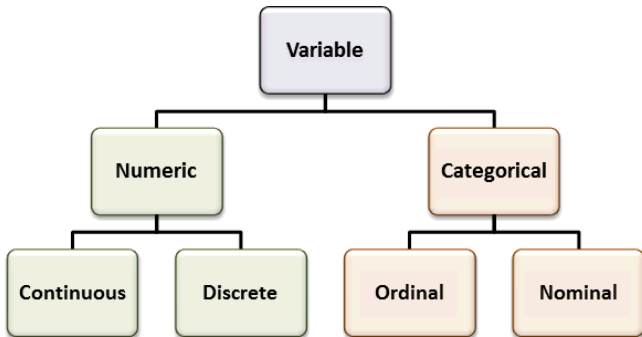 Variable
Numeric
Categorical
Continuous
Discrete
Ordinal
Nominal